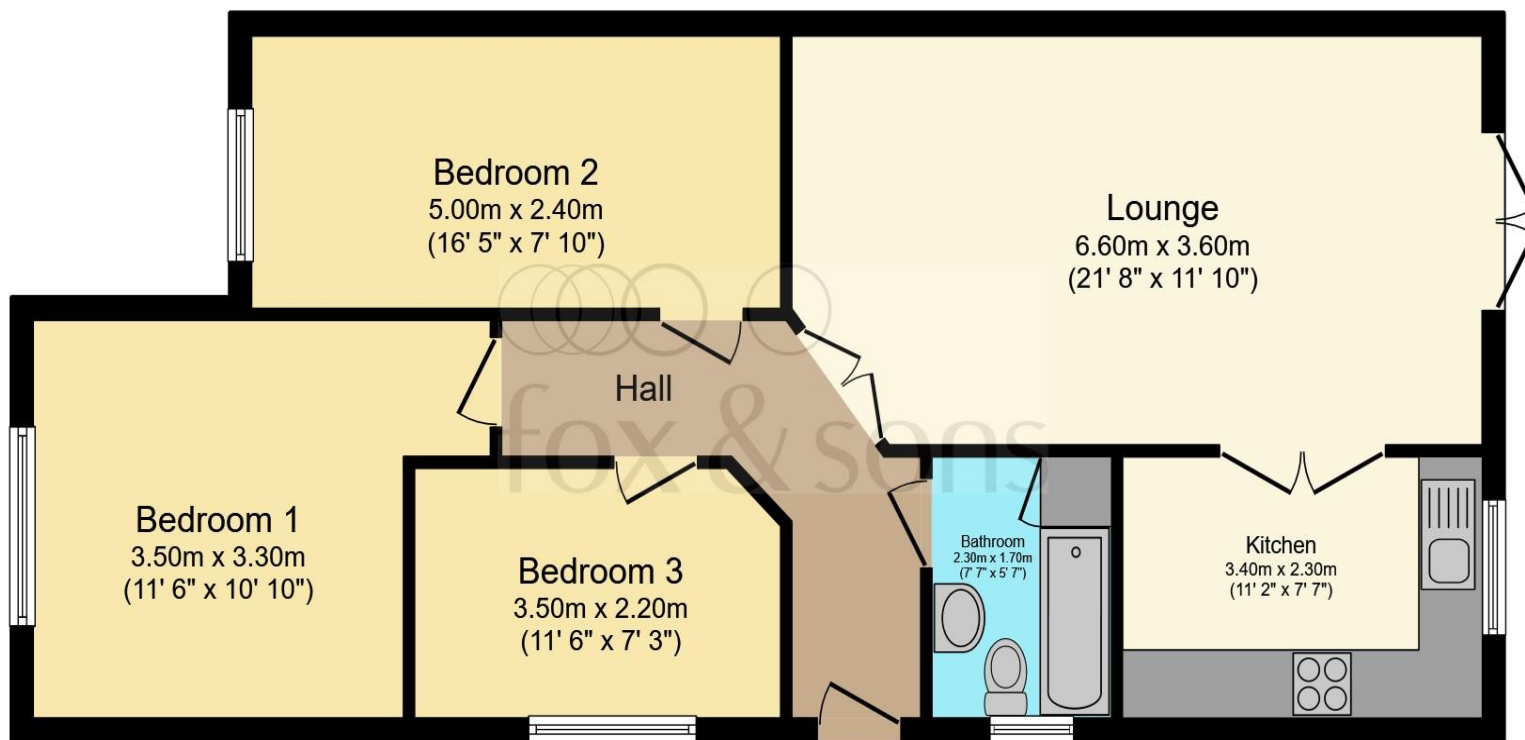 Bedroom 2
5.00m x 2.40m
(16' 5" x 7' 10")
Lounge
6.60m x 3.60m
(21' 8" x 11' 10")
Hall
fox & sons
Bedroom 1
3.50m x 3.30m
(11' 6" x 10' 10")
Bedroom 3
3.50m x 2.20m
(11' 6" x 7' 3")
Bathroom
2.30m x 1.70m
(7' 7" x 5' 7")
Kitchen
3.40m x 2.30m
(11' 2" x 7' 7")